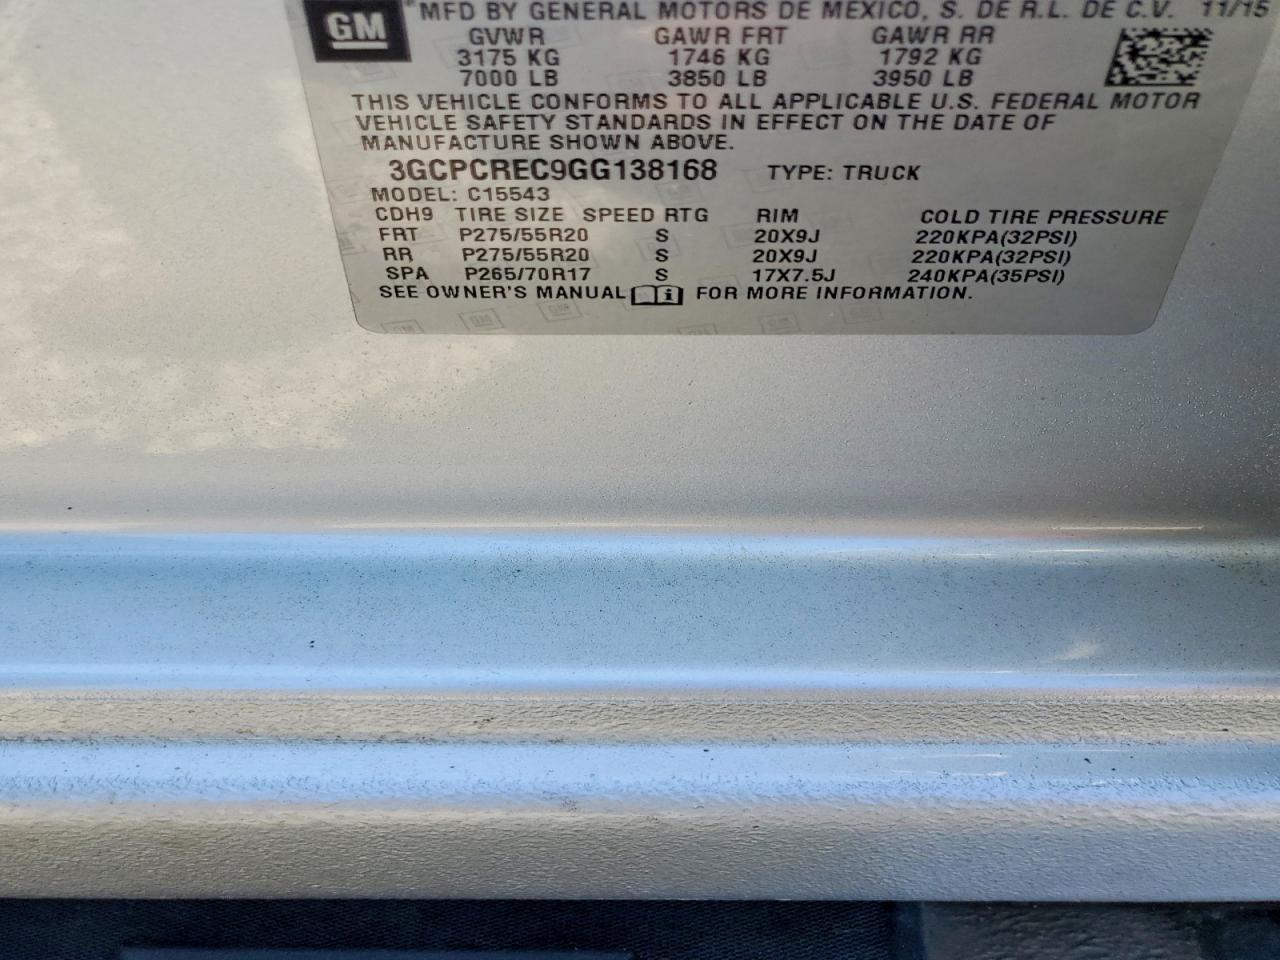 GM
MFD BY GENERAL MOTORS DE MEXICO, S. DE R.L. DE C.V. 11/15
GVWR GAWR FRT GAWR RR
3175 KG 1746 KG 1792 KG
7000 LB 3850 LB 3950 LB
THIS VEHICLE CONFORMS TO ALL APPLICABLE U.S. FEDERAL MOTOR
VEHICLE SAFETY STANDARDS IN EFFECT ON THE DATE OF
MANUFACTURE SHOWN ABOVE.
3GCPCREC9GG138168 TYPE: TRUCK
MODEL: C15543
CDH9 TIRE SIZE SPEED RTG RIM COLD TIRE PRESSURE
FRT P275/55R20 S 20X9J 220KPA(32PSI)
RR P275/55R20 S 20X9J 220KPA(32PSI)
SPA P265/70R17 S 17X7.5J 240KPA(35PSI)
SEE OWNER'S MANUAL FOR MORE INFORMATION.